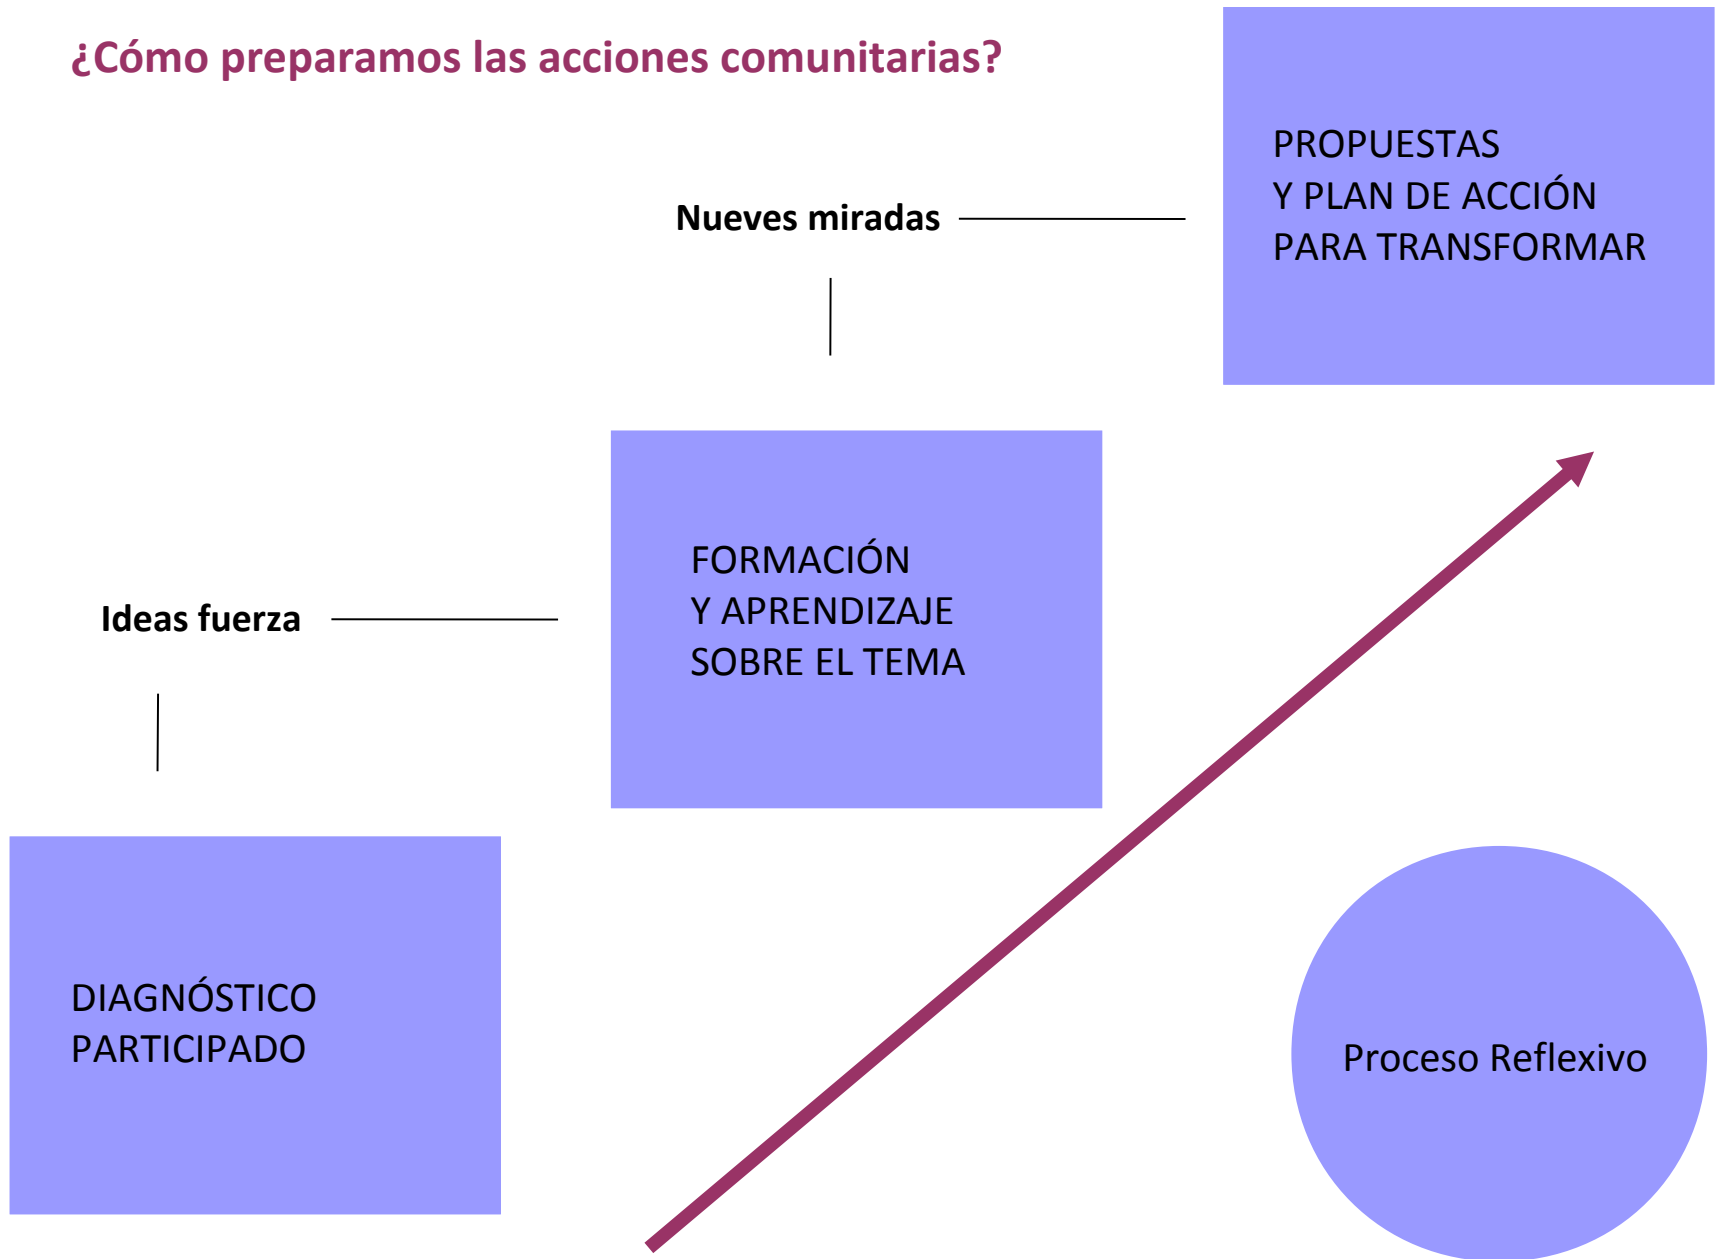 ¿Cómo preparamos las acciones comunitarias?
PROPUESTAS
Y PLAN DE ACCIÓN
PARA TRANSFORMAR
Nueves miradas
FORMACIÓN
Y APRENDIZAJE
SOBRE EL TEMA
Ideas fuerza
DIAGNÓSTICO
PARTICIPADO
Proceso Reflexivo